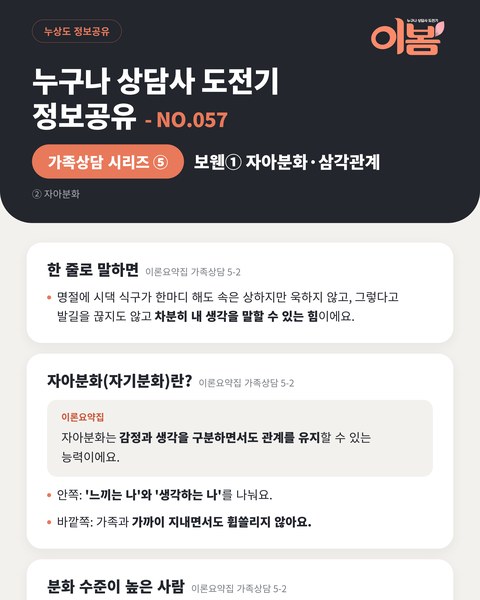 누상도 정보공유
누구나 상담사 도전기
이봄
누구나 상담사 도전기
정보공유 - NO.057
가족상담 시리즈 ⑤ 보웬① 자아분화·삼각관계
② 자아분화
한 줄로 말하면 이론요약집 가족상담 5-2
• 명절에 시댁 식구가 한마디 해도 속은 상하지만 욱하지 않고, 그렇다고
발길을 끊지도 않고 차분히 내 생각을 말할 수 있는 힘이에요.
자아분화(자기분화)란? 이론요약집 가족상담 5-2
이론요약집
자아분화는 감정과 생각을 구분하면서도 관계를 유지할 수 있는
능력이에요.
• 안쪽: '느끼는 나'와 '생각하는 나'를 나눠요.
• 바깥쪽: 가족과 가까이 지내면서도 휩쓸리지 않아요.
분화 수준이 높은 사람 이론요약집 가족상담 5-2